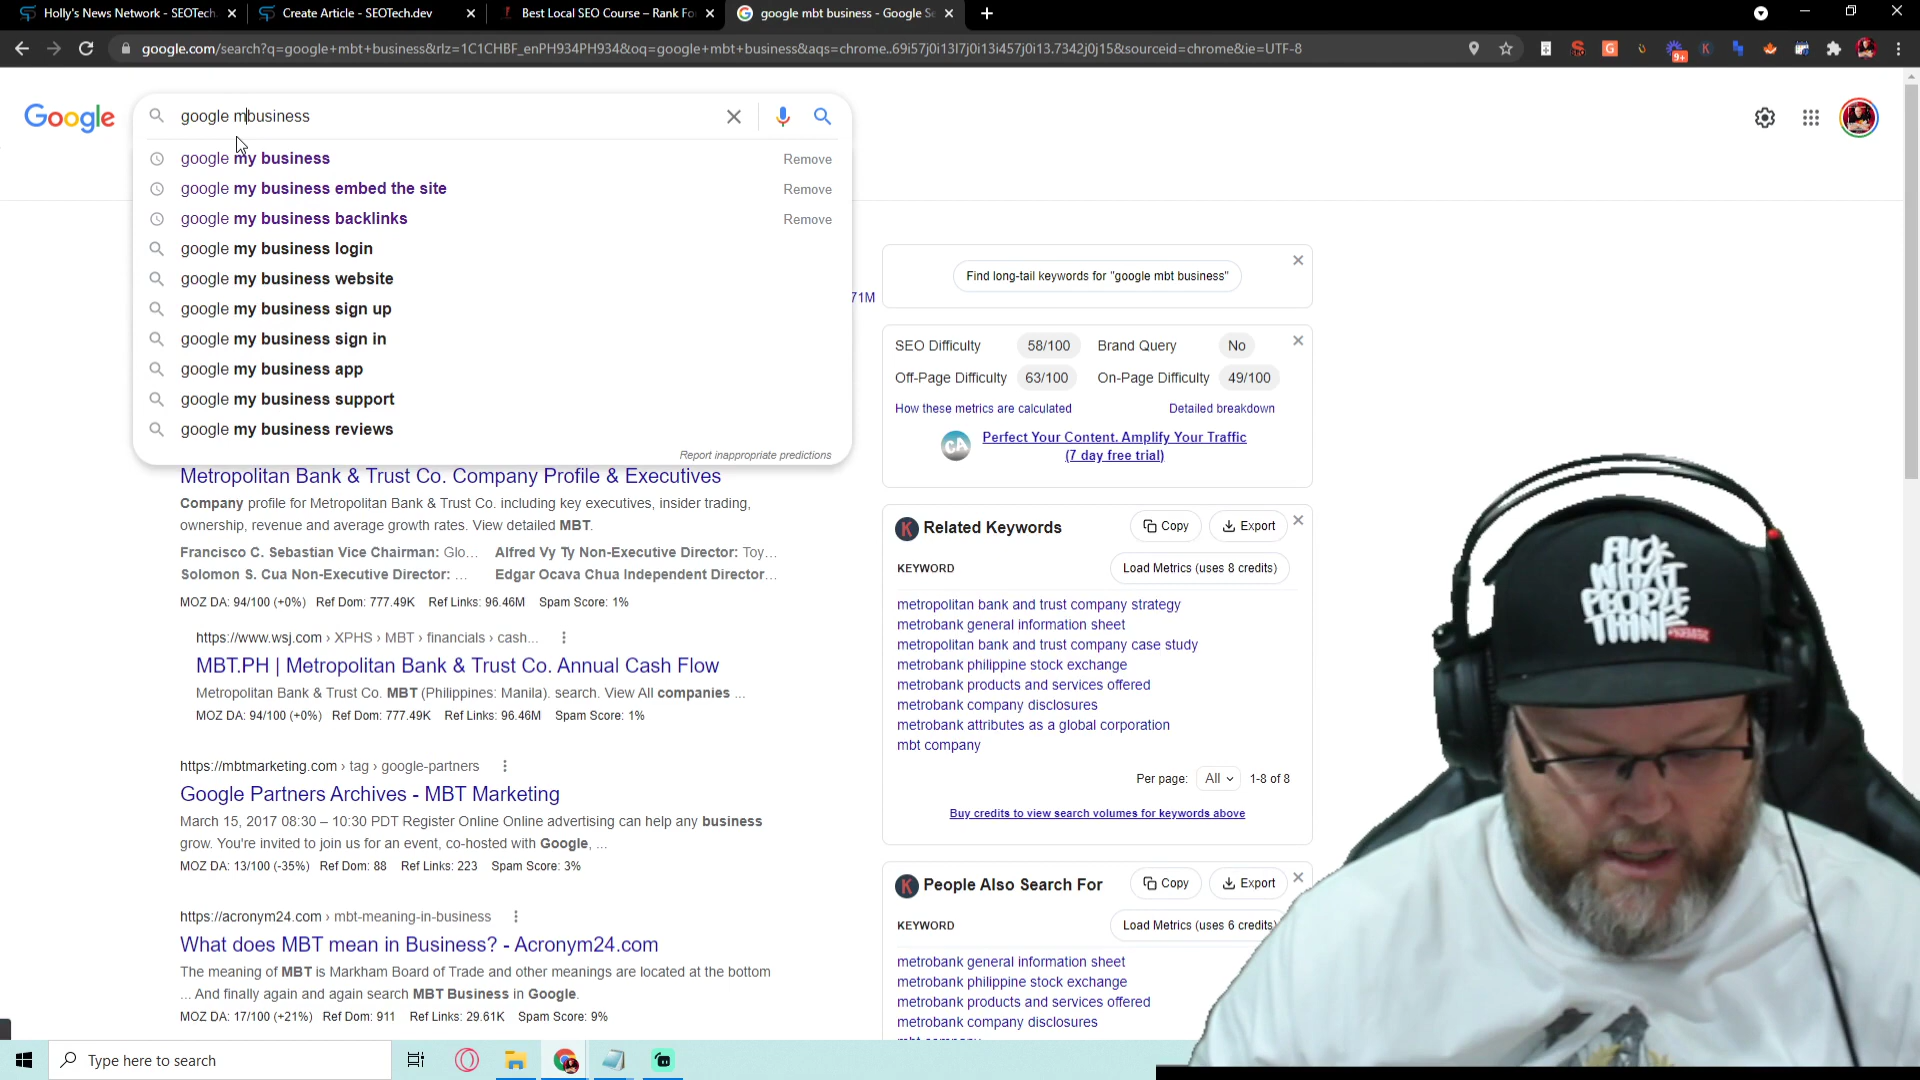 Holly's News Network - SEOTech
Create Article - SEOTech.dev
Best Local SEO Course – Rank Fo
google mbt business - Google Se
google.com/search?q=google+mbt+business&rlz=1C1CHBF_enPH934PH934&oq=google+mbt+business&aqs=chrome..69i57j0i13l7j0i13i457j0i13.7342j0j15&sourceid=chrome&ie=UTF-8
9+
Google
google mbusiness
google my business Remove
google my business embed the site Remove
google my business backlinks Remove
google my business login
google my business website
google my business sign up
google my business sign in
google my business app
google my business support
google my business reviews
Report inappropriate predictions
71M
Find long-tail keywords for "google mbt business"
SEO Difficulty 58/100 Brand Query No
Off-Page Difficulty 63/100 On-Page Difficulty 49/100
How these metrics are calculated Detailed breakdown
CA Perfect Your Content. Amplify Your Traffic
(7 day free trial)
Metropolitan Bank & Trust Co. Company Profile & Executives
Company profile for Metropolitan Bank & Trust Co. including key executives, insider trading,
ownership, revenue and average growth rates. View detailed MBT.
Francisco C. Sebastian Vice Chairman: Glo... Alfred Vy Ty Non-Executive Director: Toy...
Solomon S. Cua Non-Executive Director: ... Edgar Ocava Chua Independent Director...
MOZ DA: 94/100 (+0%) Ref Dom: 777.49K Ref Links: 96.46M Spam Score: 1%
https://www.wsj.com › XPHS › MBT › financials › cash...
MBT.PH | Metropolitan Bank & Trust Co. Annual Cash Flow
Metropolitan Bank & Trust Co. MBT (Philippines: Manila). search. View All companies ...
MOZ DA: 94/100 (+0%) Ref Dom: 777.49K Ref Links: 96.46M Spam Score: 1%
https://mbtmarketing.com › tag › google-partners
Google Partners Archives - MBT Marketing
March 15, 2017 08:30 – 10:30 PDT Register Online Online advertising can help any business
grow. You're invited to join us for an event, co-hosted with Google, ...
MOZ DA: 13/100 (-35%) Ref Dom: 88 Ref Links: 223 Spam Score: 3%
https://acronym24.com › mbt-meaning-in-business
What does MBT mean in Business? - Acronym24.com
The meaning of MBT is Markham Board of Trade and other meanings are located at the bottom
... And finally again and again search MBT Business in Google.
MOZ DA: 17/100 (+21%) Ref Dom: 911 Ref Links: 29.61K Spam Score: 9%
K Related Keywords Copy Export
KEYWORD Load Metrics (uses 8 credits)
metropolitan bank and trust company strategy
metrobank general information sheet
metropolitan bank and trust company case study
metrobank philippine stock exchange
metrobank products and services offered
metrobank company disclosures
metrobank attributes as a global corporation
mbt company
Per page: All 1-8 of 8
Buy credits to view search volumes for keywords above
K People Also Search For Copy Export
KEYWORD Load Metrics (uses 6 credits)
metrobank general information sheet
metrobank philippine stock exchange
metrobank products and services offered
metrobank company disclosures
FUCK
WHAT
PEOPLE
THINK
Type here to search